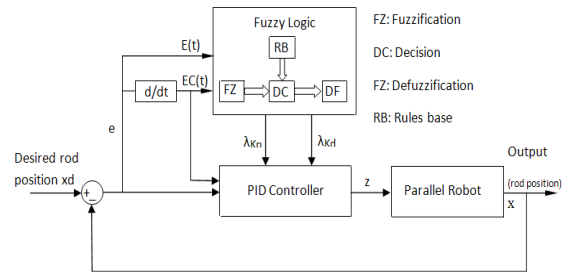 Fuzzy Logic
RB
FZ
DC
DF
FZ: Fuzzification
DC: Decision
FZ: Defuzzification
RB: Rules base
E(t)
d/dt
EC(t)
e
λKp
λKd
Desired rod
position xd
+
−
PID Controller
z
Parallel Robot
Output
(rod position)
x